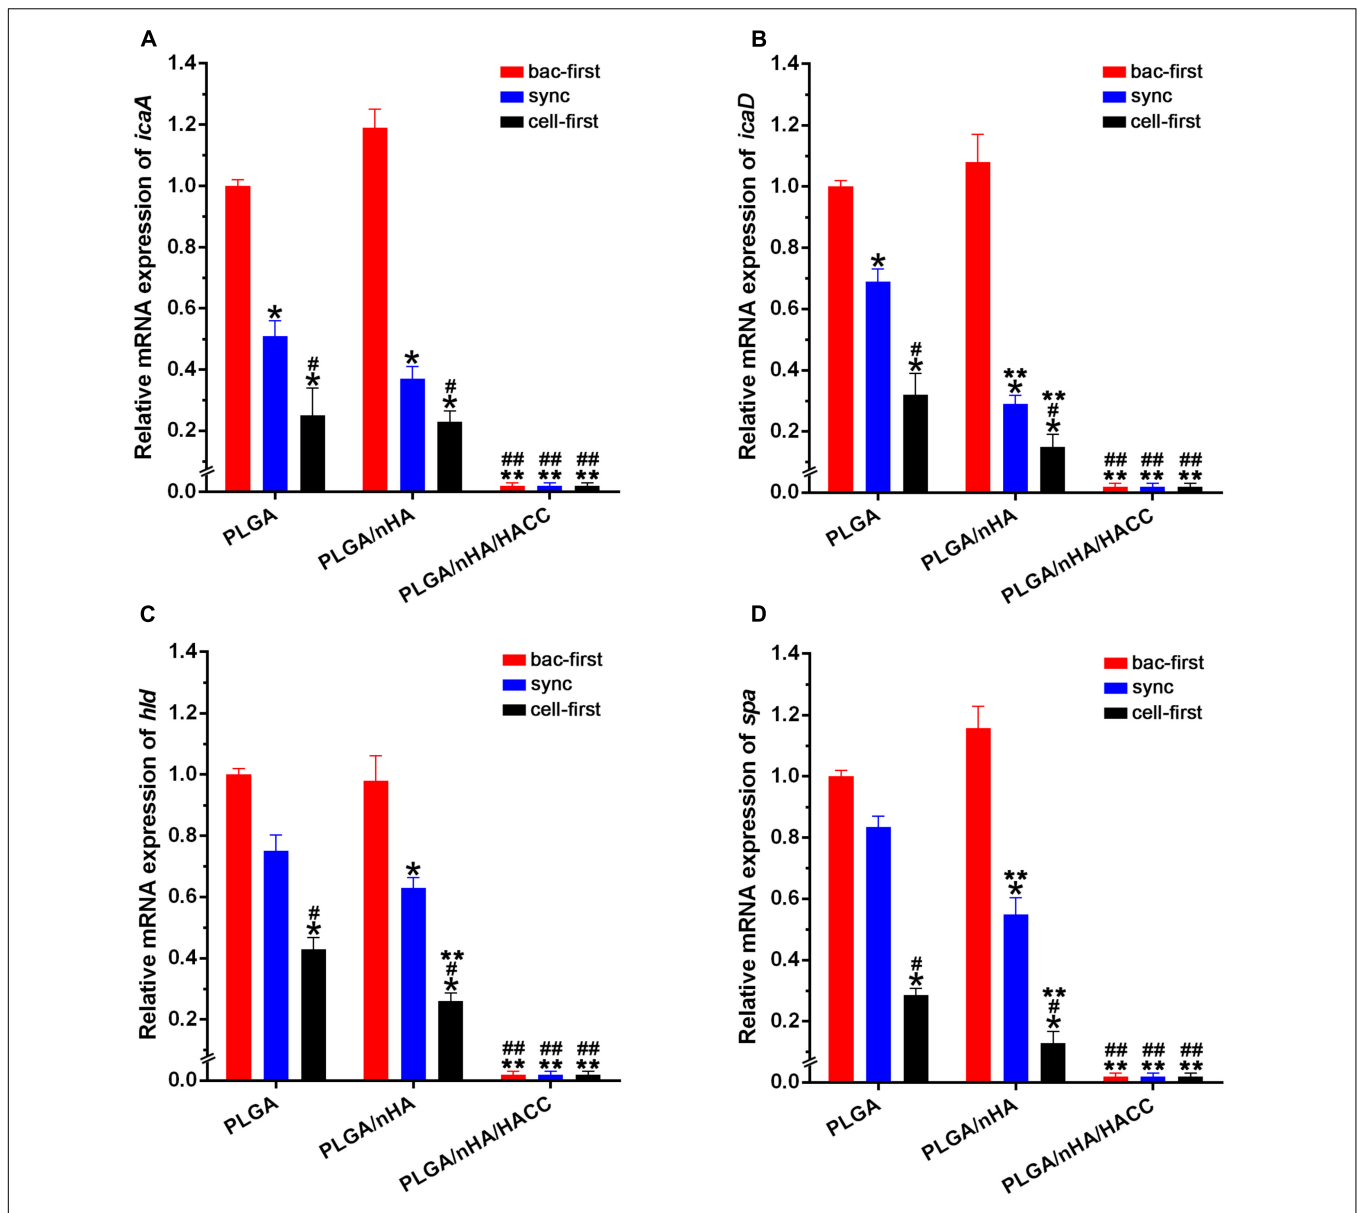 A
Relative mRNA expression of icaA
1.4
1.2
1.0
0.8
0.6
0.4
0.2
0.0
bac-first
sync
cell-first
*
#
*
*
#
*
## ## ##
** ** **
PLGA
PLGA/nHA
PLGA/nHA/HACC
B
Relative mRNA expression of icaD
1.4
1.2
1.0
0.8
0.6
0.4
0.2
0.0
bac-first
sync
cell-first
*
#
*
**
*
**
#
*
## ## ##
** ** **
PLGA
PLGA/nHA
PLGA/nHA/HACC
C
Relative mRNA expression of hld
1.4
1.2
1.0
0.8
0.6
0.4
0.2
0.0
bac-first
sync
cell-first
#
*
*
**
#
*
## ## ##
** ** **
PLGA
PLGA/nHA
PLGA/nHA/HACC
D
Relative mRNA expression of spa
1.4
1.2
1.0
0.8
0.6
0.4
0.2
0.0
bac-first
sync
cell-first
#
*
**
*
**
#
*
## ## ##
** ** **
PLGA
PLGA/nHA
PLGA/nHA/HACC